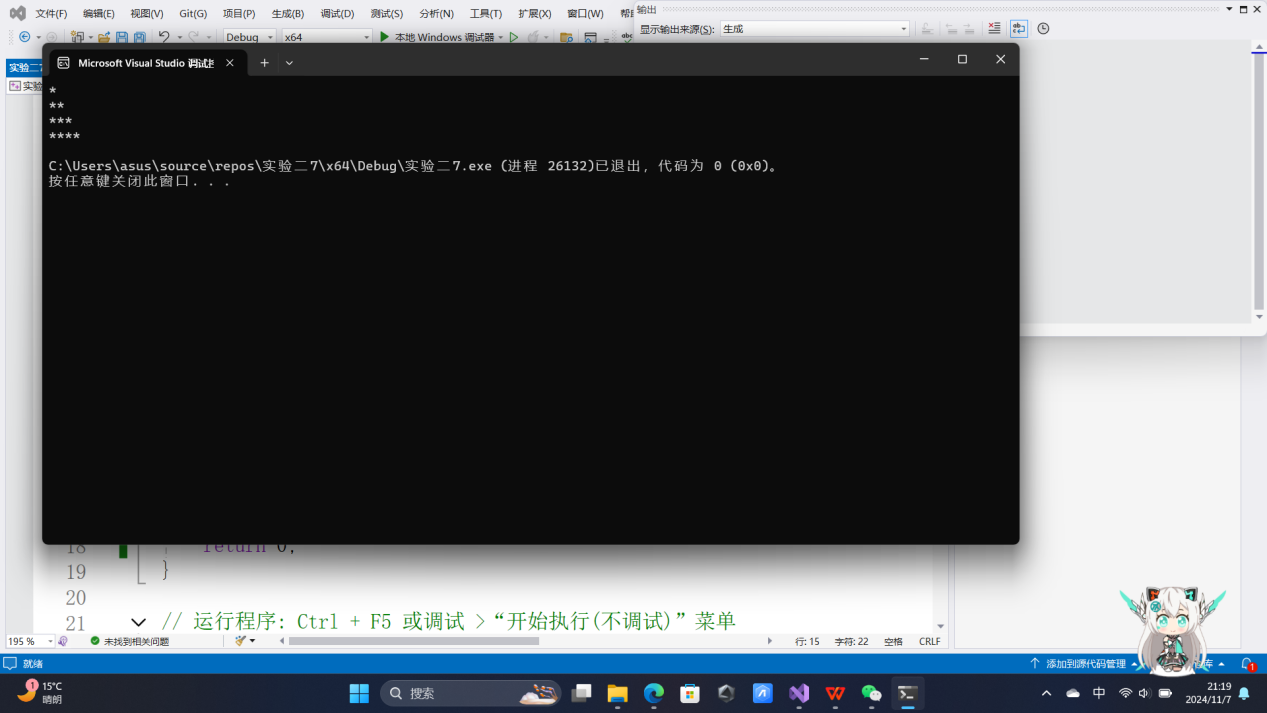 文件(F) 编辑(E) 视图(V) Git(G) 项目(P) 生成(B) 调试(D) 测试(S) 分析(N) 工具(T) 扩展(X) 窗口(W)
输出
Debug x64 本地 Windows 调试器
显示输出来源(S): 生成
Microsoft Visual Studio 调试
*
**
***
****
C:\Users\asus\source\repos\实验二7\x64\Debug\实验二7.exe (进程 26132)已退出，代码为 0 (0x0)。
按任意键关闭此窗口. . .
18 return 0;
19 }
20
21 // 运行程序: Ctrl + F5 或调试 >“开始执行(不调试)”菜单
195 % 未找到相关问题 行: 15 字符: 22 空格 CRLF
就绪 添加到源代码管理
1 15°C
晴朗
搜索
中
21:19
2024/11/7